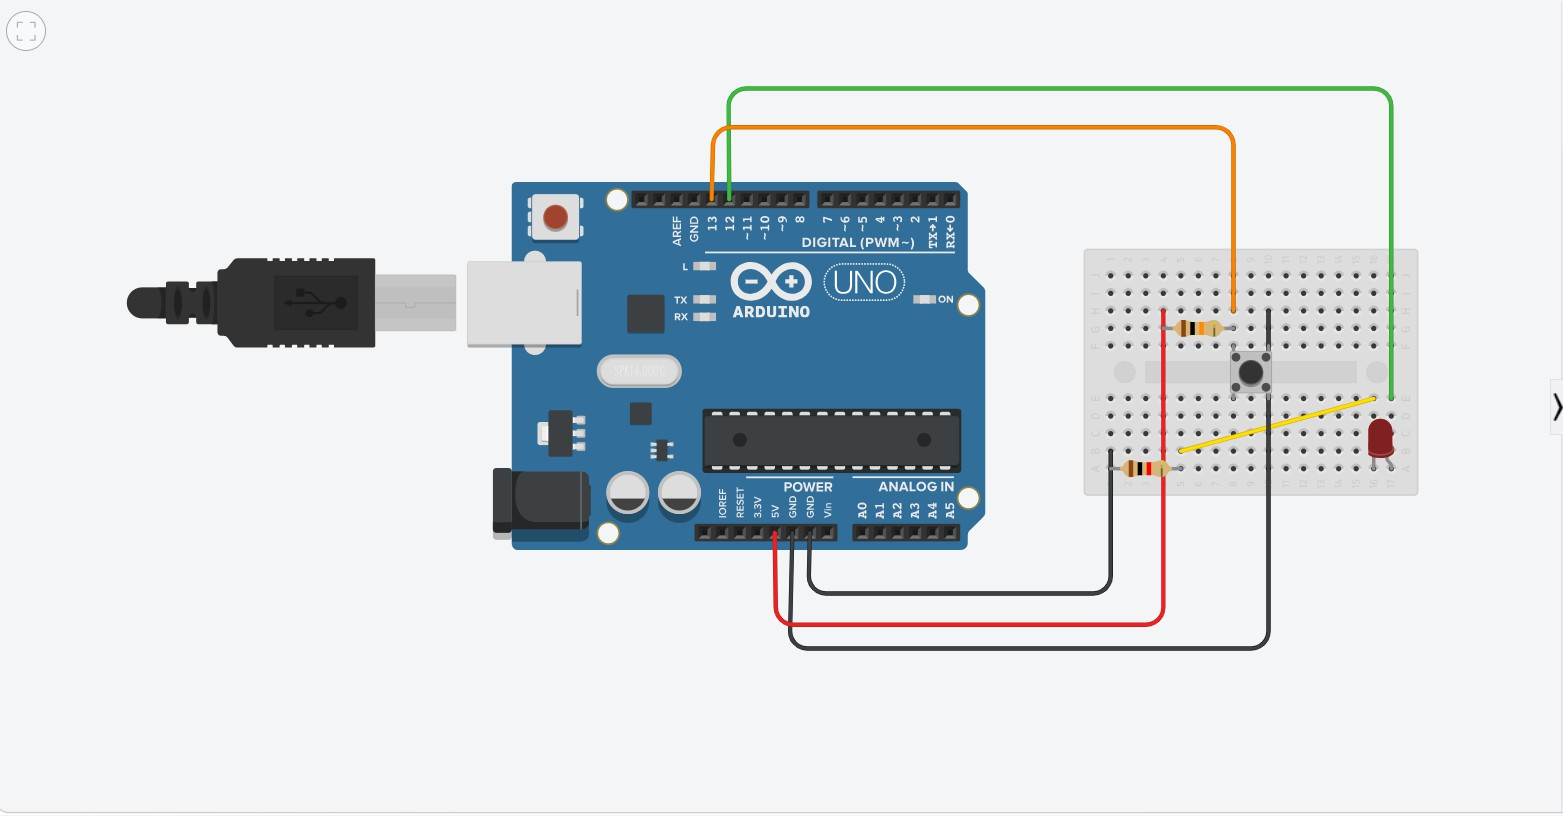 AREF
GND
13
12
~11
~10
~9
8
7
~6
~5
4
~3
2
TX→1
RX←0
DIGITAL (PWM~)
L
TX
RX
ARDUINO
UNO
ON
IOREF
RESET
3.3V
5V
GND
GND
Vin
POWER
ANALOG IN
A0
A1
A2
A3
A4
A5